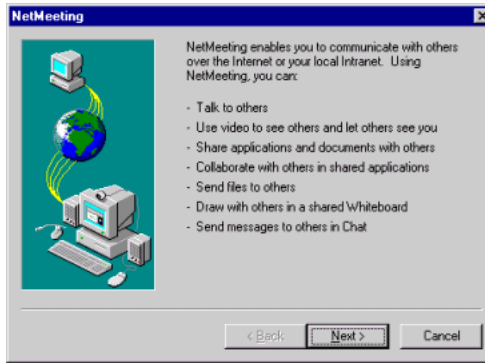 NetMeeting
NetMeeting enables you to communicate with others
over the Internet or your local Intranet. Using
NetMeeting, you can:
- Talk to others
- Use video to see others and let others see you
- Share applications and documents with others
- Collaborate with others in shared applications
- Send files to others
- Draw with others in a shared Whiteboard
- Send messages to others in Chat
< Back Next > Cancel